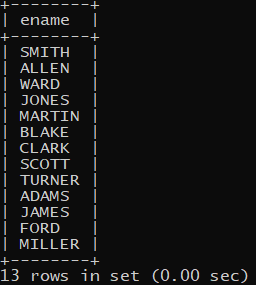 +--------+
| ename  |
+--------+
| SMITH  |
| ALLEN  |
| WARD   |
| JONES  |
| MARTIN |
| BLAKE  |
| CLARK  |
| SCOTT  |
| TURNER |
| ADAMS  |
| JAMES  |
| FORD   |
| MILLER |
+--------+
13 rows in set (0.00 sec)